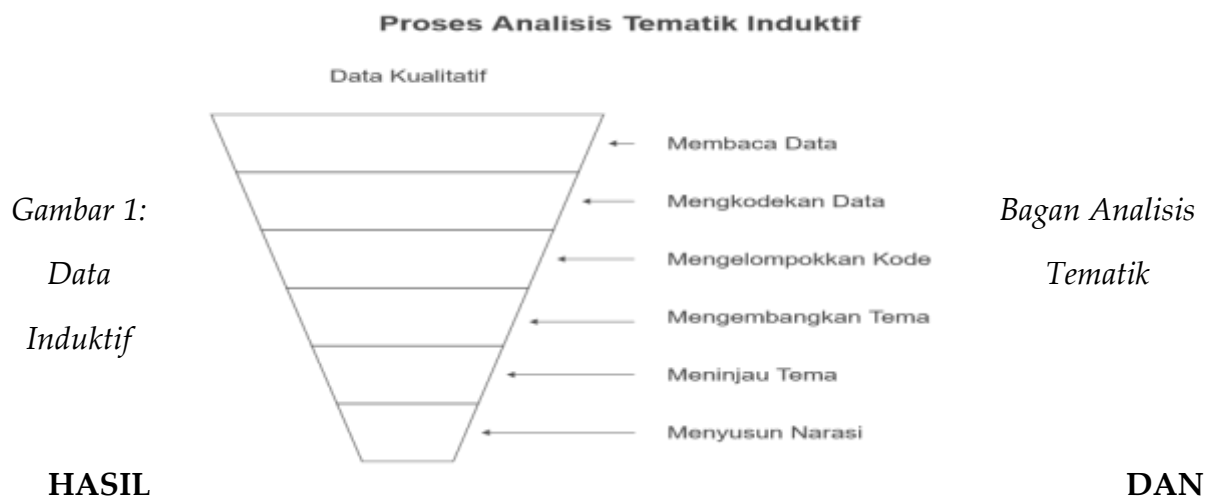 Proses Analisis Tematik Induktif
Data Kualitatif
Membaca Data
Mengkodekan Data
Mengelompokkan Kode
Mengembangkan Tema
Meninjau Tema
Menyusun Narasi
Gambar 1: Bagan Analisis
Data Tematik
Induktif
HASIL DAN